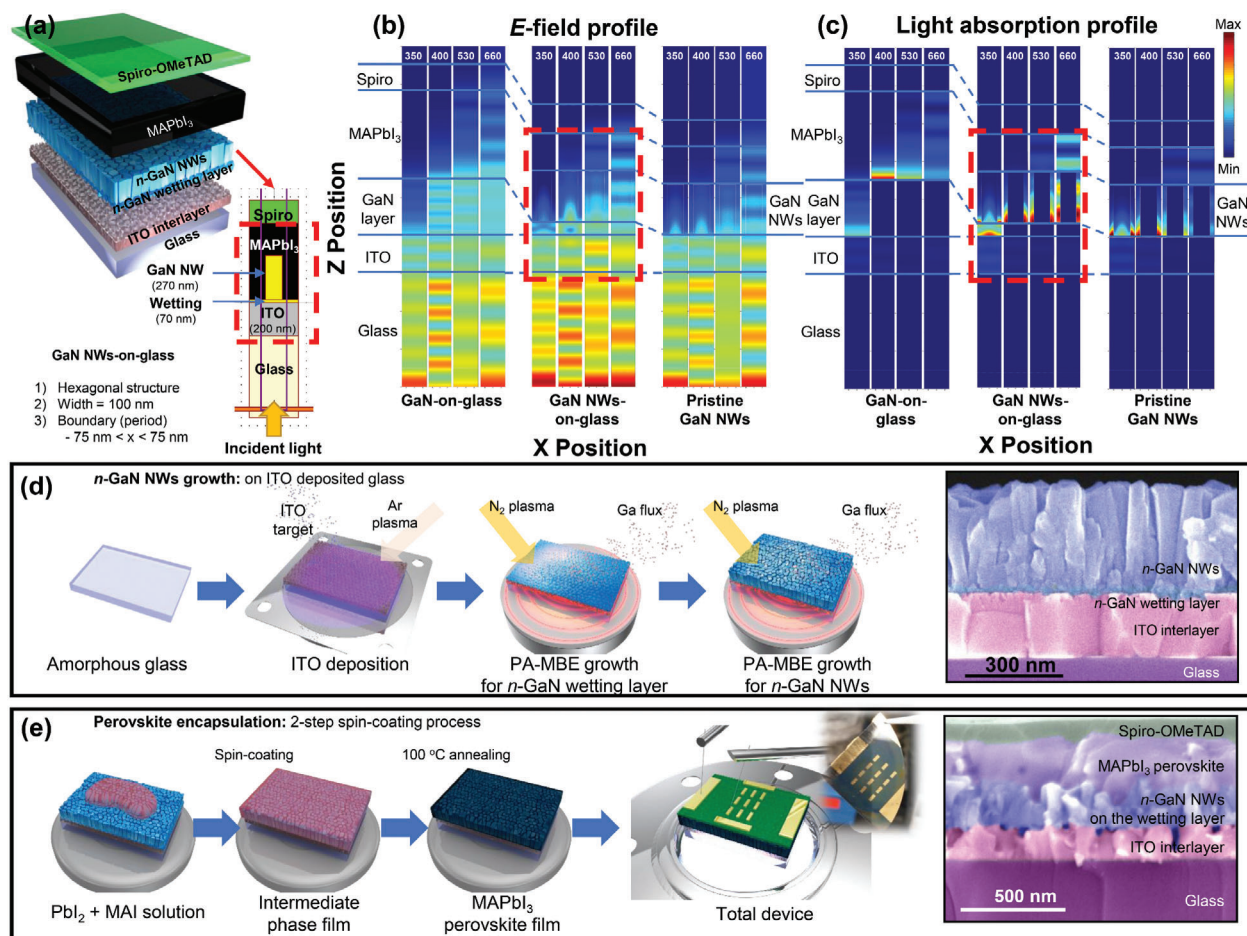 (a)
Spiro-OMeTAD
MAPbI₃
n-GaN NWs
n-GaN wetting layer
ITO interlayer
Glass
Spiro
MAPbI₃
GaN NW
(270 nm)
Wetting
(70 nm)
ITO
(200 nm)
Glass
GaN NWs-on-glass
1) Hexagonal structure
2) Width = 100 nm
3) Boundary (period)
- 75 nm < x < 75 nm
Incident light
(b)
E-field profile
350 400 530 660
350 400 530 660
350 400 530 660
Z Position
Spiro
MAPbI₃
GaN
layer
ITO
Glass
GaN
NWs
GaN-on-glass
GaN NWs-
on-glass
Pristine
GaN NWs
X Position
(c)
Light absorption profile
Max
Min
350 400 530 660
350 400 530 660
350 400 530 660
Spiro
MAPbI₃
GaN
layer
ITO
Glass
GaN
NWs
GaN-on-
glass
GaN NWs-
on-glass
Pristine
GaN NWs
X Position
(d)
n-GaN NWs growth: on ITO deposited glass
ITO
target
Ar
plasma
N₂ plasma
Ga flux
N₂ plasma
Ga flux
Amorphous glass
ITO deposition
PA-MBE growth
for n-GaN wetting layer
PA-MBE growth
for n-GaN NWs
n-GaN NWs
n-GaN wetting layer
ITO interlayer
300 nm
Glass
(e)
Perovskite encapsulation: 2-step spin-coating process
Spin-coating
100 ºC annealing
PbI₂ + MAI solution
Intermediate
phase film
MAPbI₃
perovskite film
Total device
Spiro-OMeTAD
MAPbI₃ perovskite
n-GaN NWs
on the wetting layer
ITO interlayer
500 nm
Glass